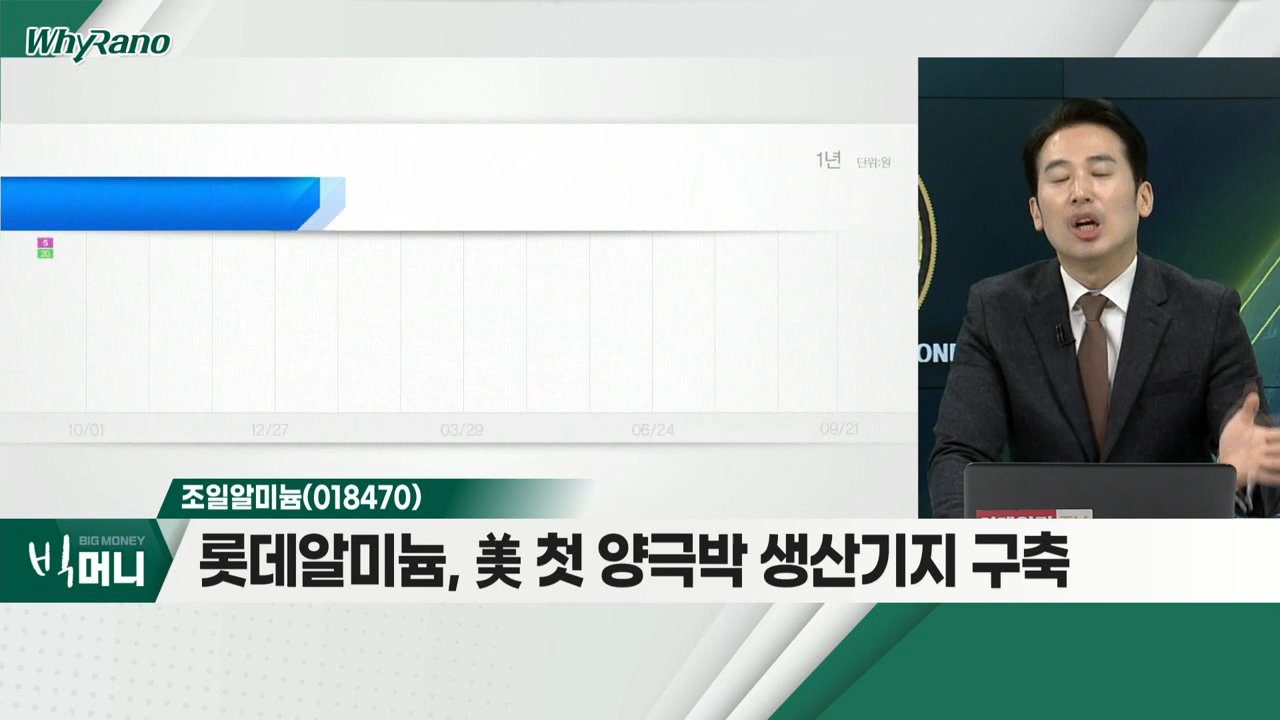 WhyRano
1년 단위:원
5
20
10/01 12/27 03/29 06/24 09/21
조일알미늄(018470)
BIG MONEY
빅머니
롯데알미늄, 美 첫 양극박 생산기지 구축